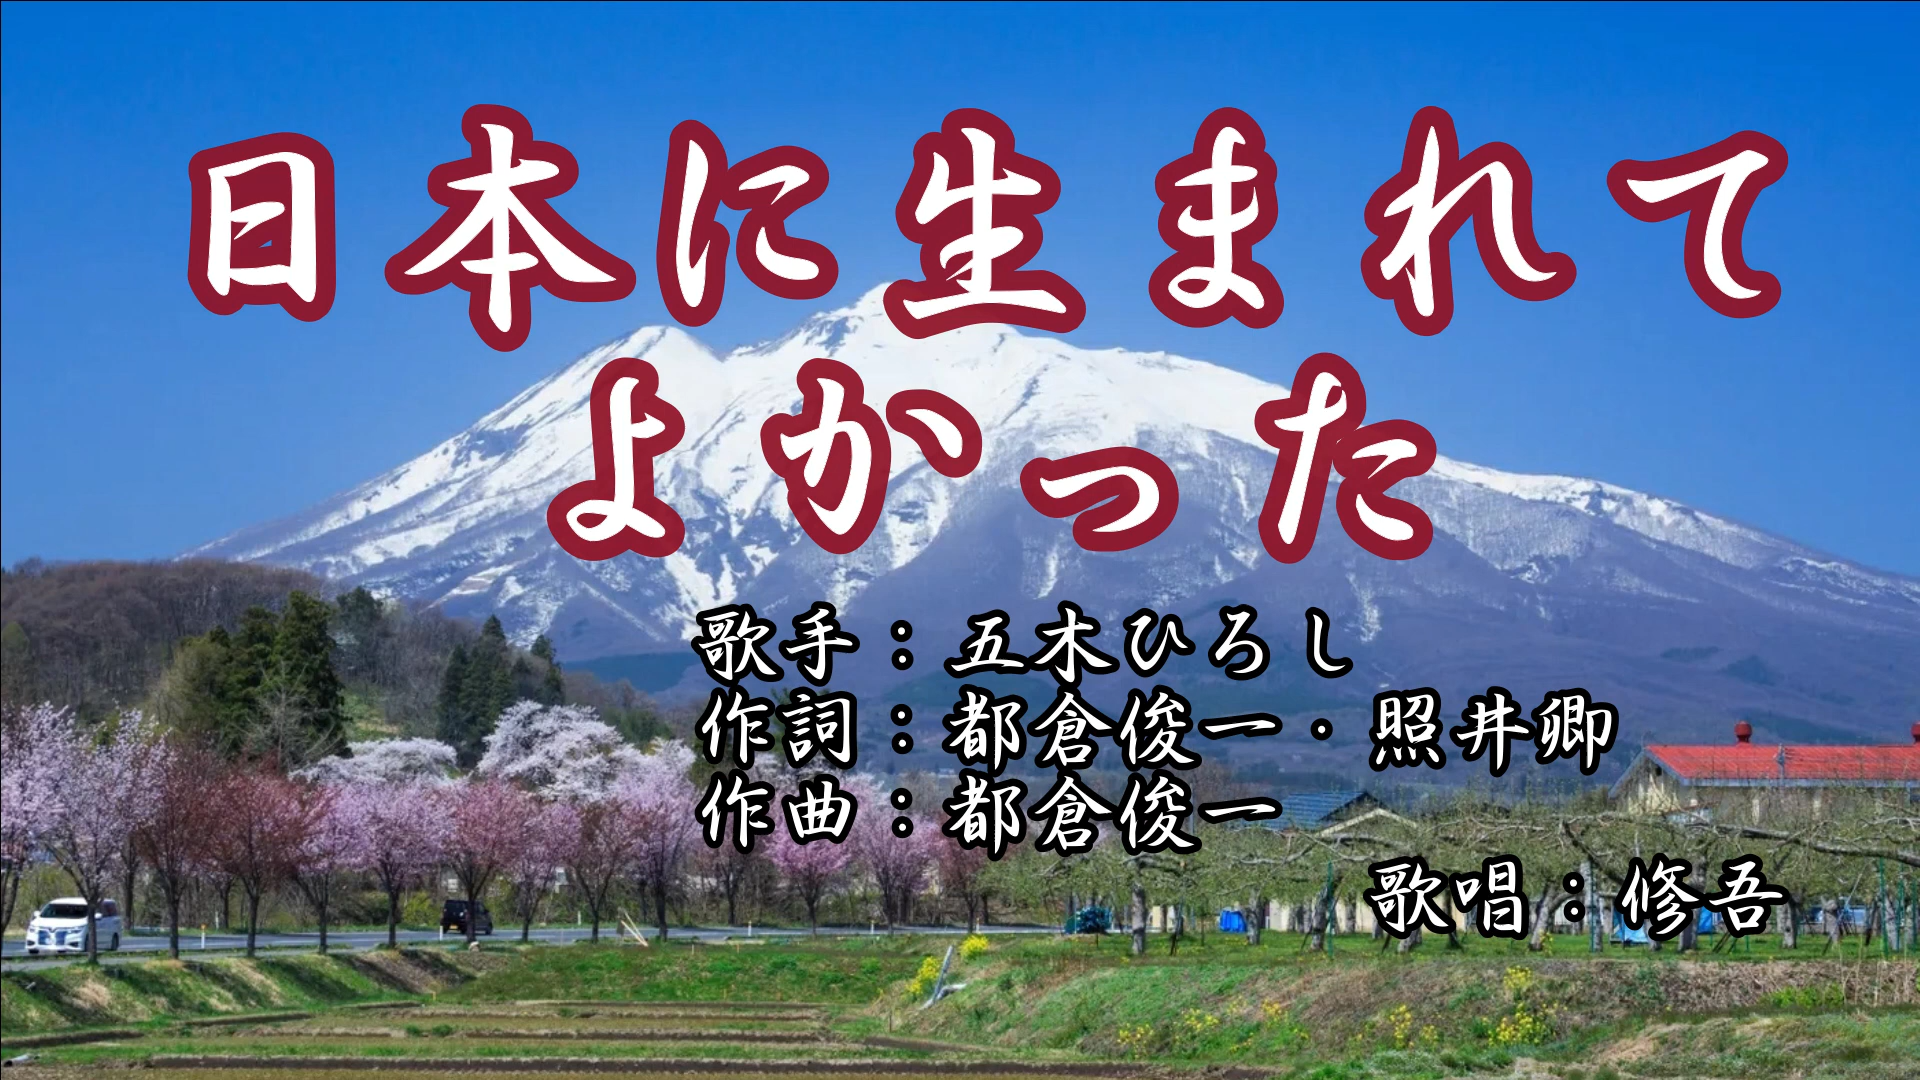 日本に生まれて
よかった
歌手：五木ひろし
作詞：都倉俊一・照井卿
作曲：都倉俊一
歌唱：修吾